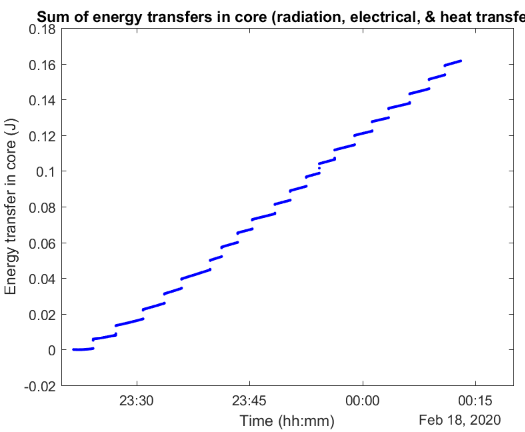 Sum of energy transfers in core (radiation, electrical, & heat transfe
0.18
0.16
0.14
0.12
0.1
0.08
0.06
0.04
0.02
0
-0.02
Energy transfer in core (J)
23:30 23:45 00:00 00:15
Time (hh:mm)
Feb 18, 2020